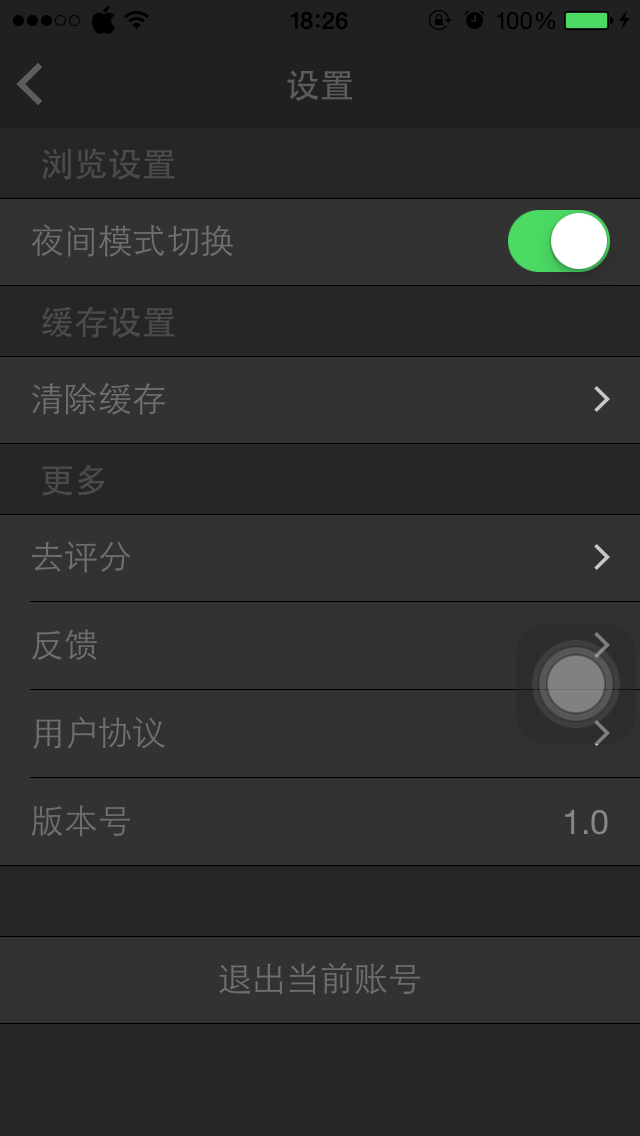 18:26
100%
设置
浏览设置
夜间模式切换
缓存设置
清除缓存
更多
去评分
反馈
用户协议
版本号
1.0
退出当前账号